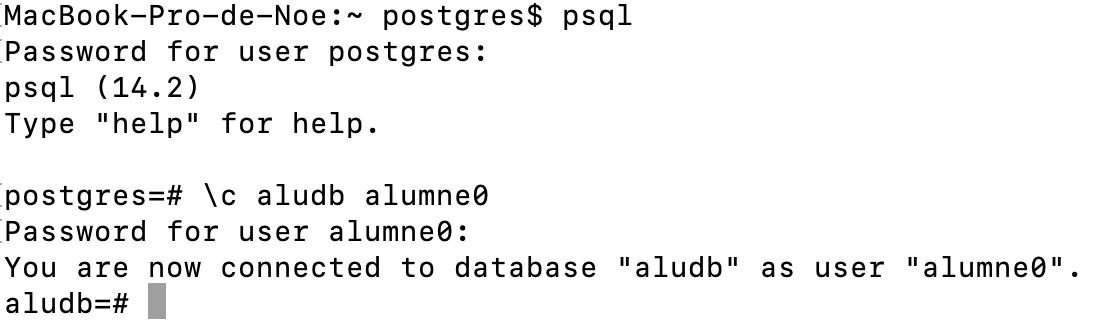 MacBook-Pro-de-Noe:~ postgres$ psql
Password for user postgres:
psql (14.2)
Type "help" for help.
postgres=# \c aludb alumne0
Password for user alumne0:
You are now connected to database "aludb" as user "alumne0".
aludb=#